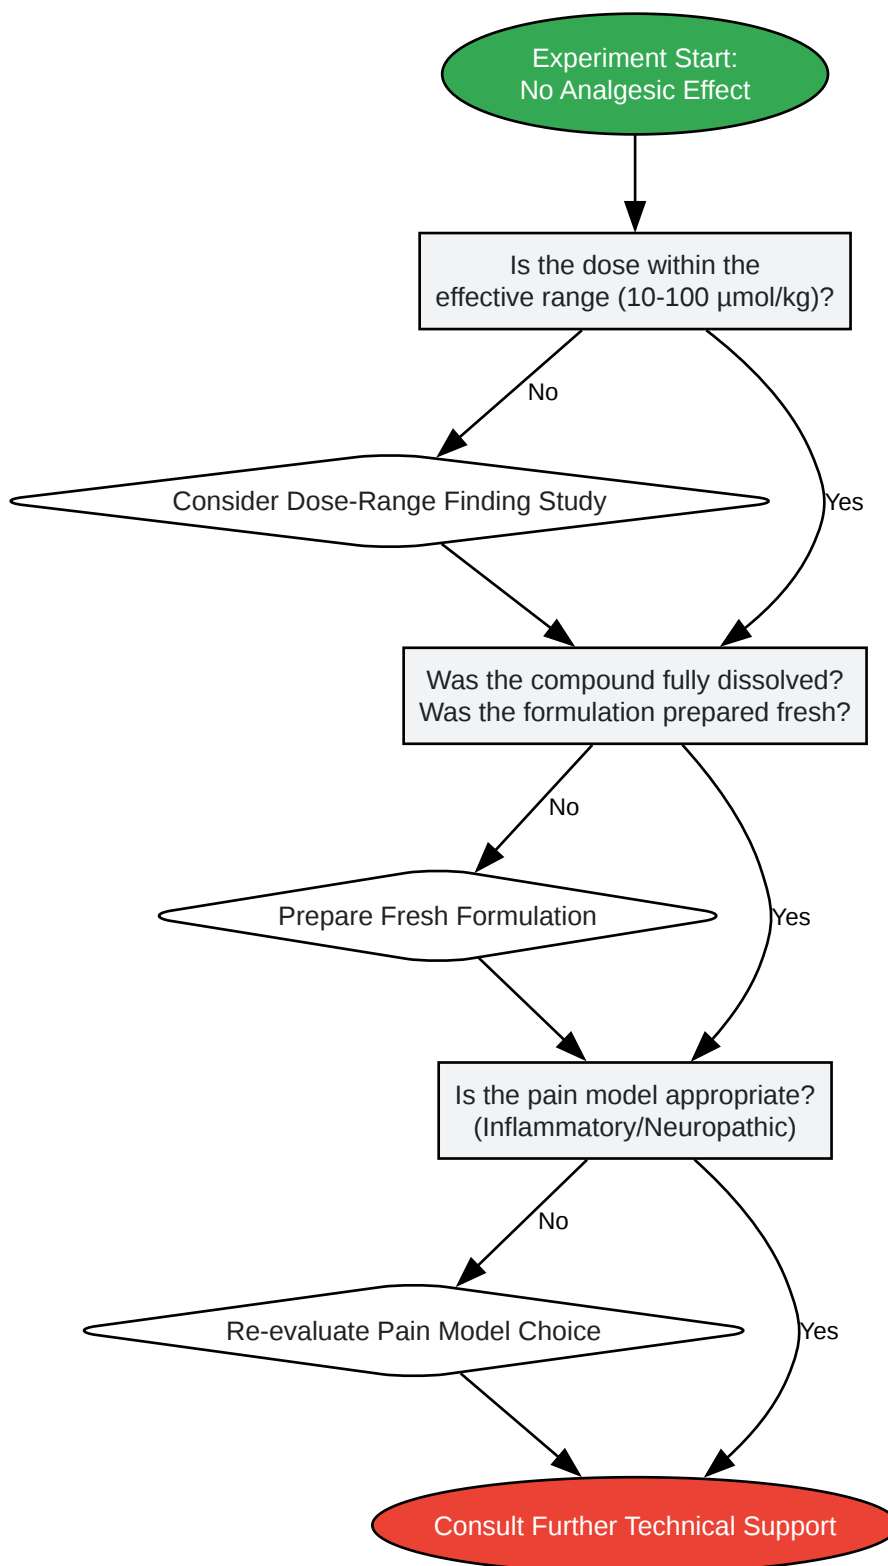 Experiment Start:
No Analgesic Effect
Is the dose within the
effective range (10-100 µmol/kg)?
No
Consider Dose-Range Finding Study
Yes
Was the compound fully dissolved?
Was the formulation prepared fresh?
No
Prepare Fresh Formulation
Yes
Is the pain model appropriate?
(Inflammatory/Neuropathic)
No
Re-evaluate Pain Model Choice
Yes
Consult Further Technical Support